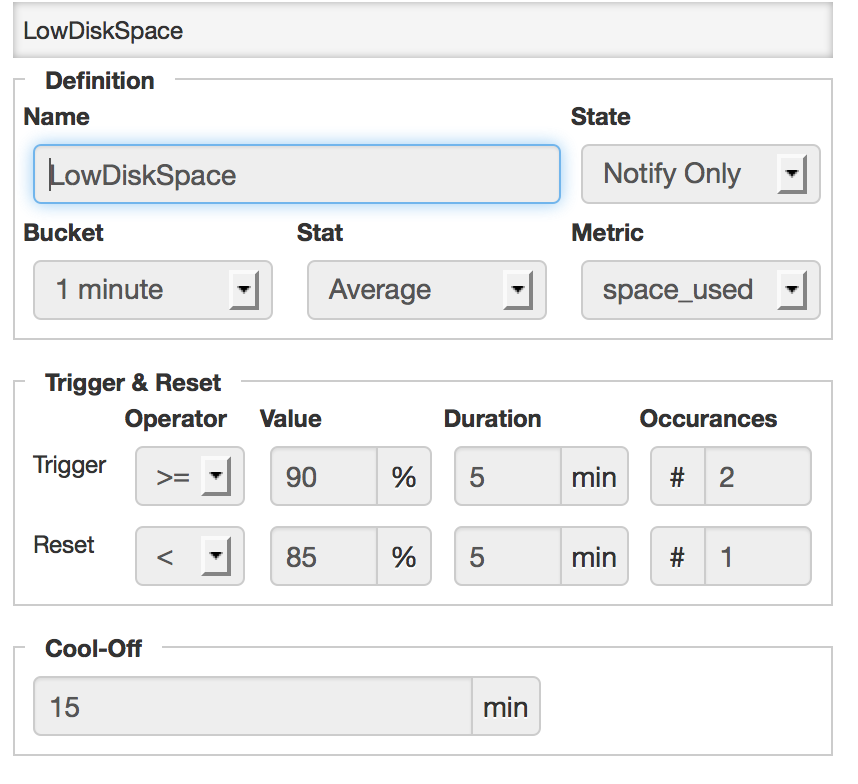 LowDiskSpace
Definition
Name State
LowDiskSpace Notify Only
Bucket Stat Metric
1 minute Average space_used
Trigger & Reset
Operator Value Duration Occurances
Trigger >= 90 % 5 min # 2
Reset < 85 % 5 min # 1
Cool-Off
15 min